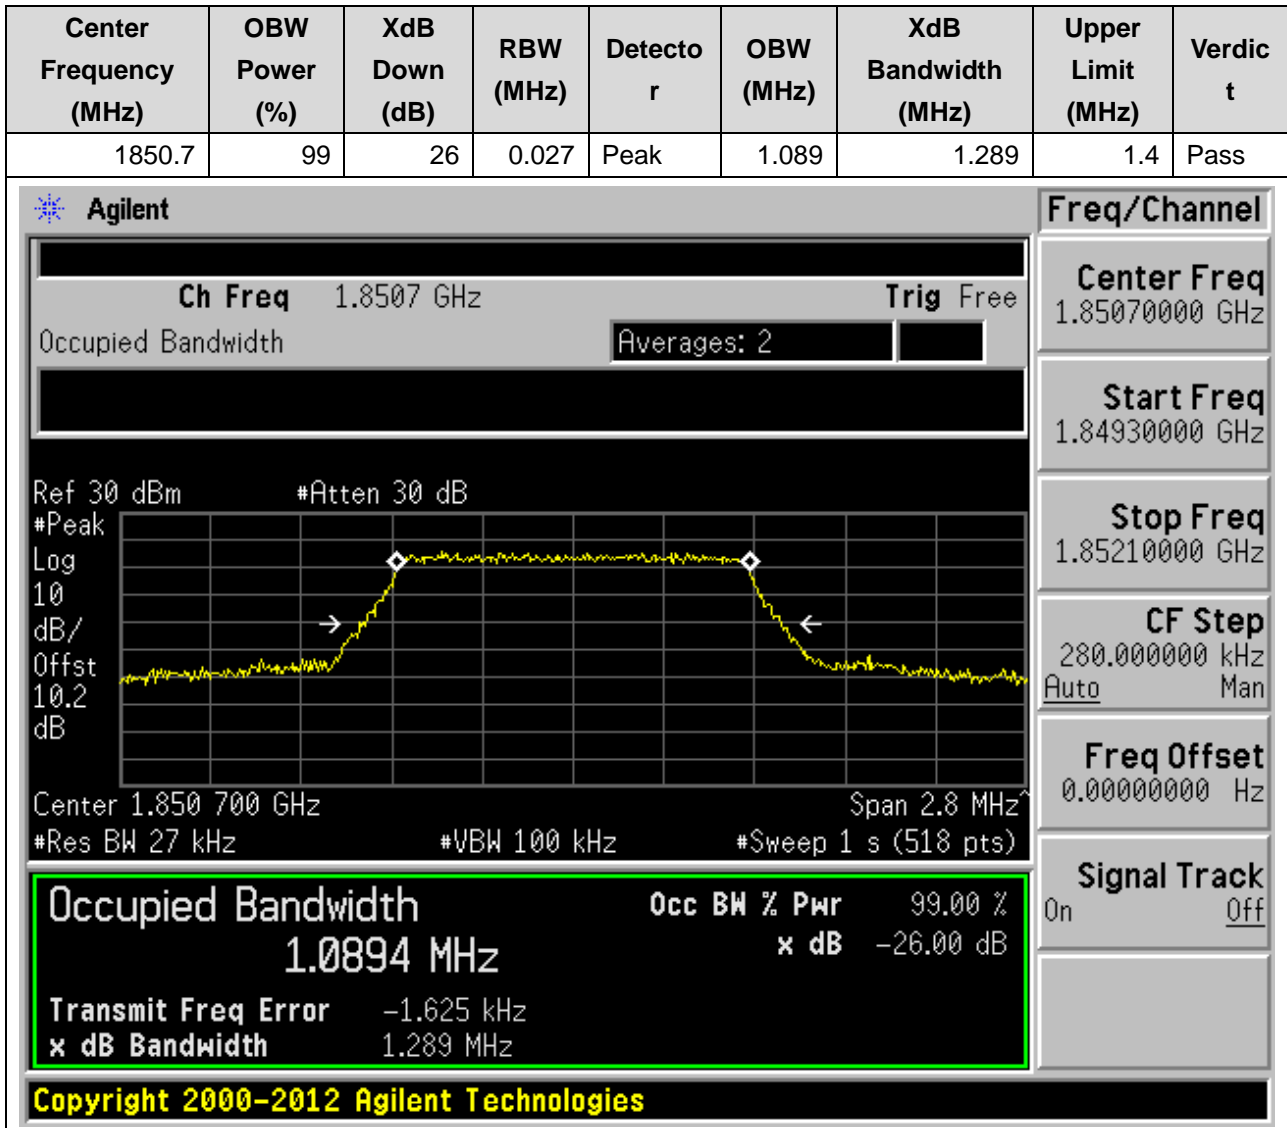 Center Frequency (MHz) OBW Power (%) XdB Down (dB) RBW (MHz) Detecto r OBW (MHz) XdB Bandwidth (MHz) Upper Limit (MHz) Verdic t
1850.7 99 26 0.027 Peak 1.089 1.289 1.4 Pass
Agilent
Freq/Channel
Ch Freq 1.8507 GHz Trig Free
Occupied Bandwidth Averages: 2
Ref 30 dBm #Atten 30 dB
#Peak
Log
10
dB/
Offst
10.2
dB
Center 1.850 700 GHz Span 2.8 MHz^
#Res BW 27 kHz #VBW 100 kHz #Sweep 1 s (518 pts)
Occupied Bandwidth
1.0894 MHz
Occ BW % Pwr 99.00 %
x dB -26.00 dB
Transmit Freq Error -1.625 kHz
x dB Bandwidth 1.289 MHz
Center Freq
1.85070000 GHz
Start Freq
1.84930000 GHz
Stop Freq
1.85210000 GHz
CF Step
280.000000 kHz
Auto Man
Freq Offset
0.00000000 Hz
Signal Track
On Off
Copyright 2000-2012 Agilent Technologies